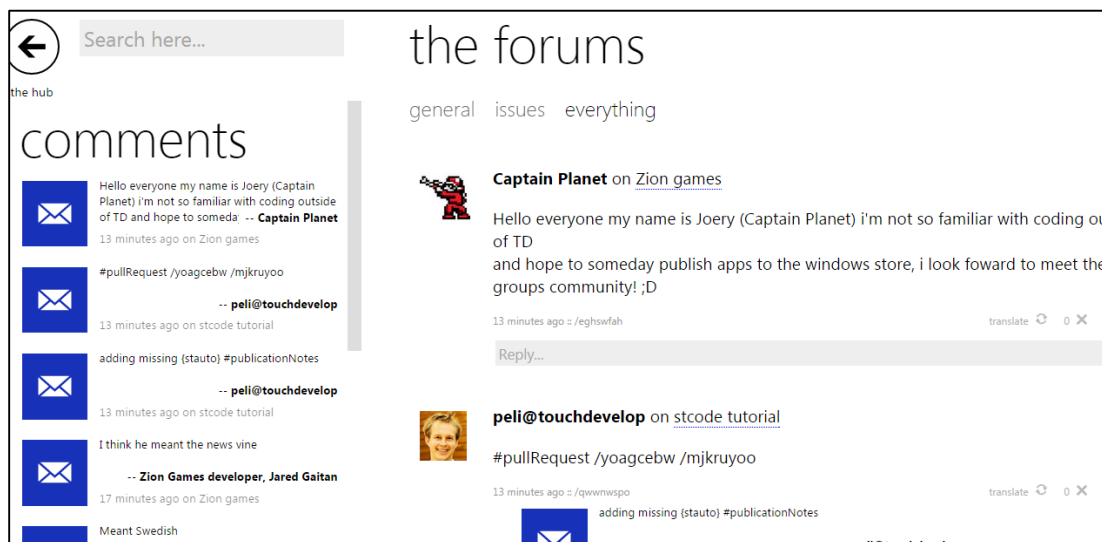 Search here...
the hub
comments
Hello everyone my name is Joery (Captain
Planet) i'm not so familiar with coding outside
of TD and hope to someda -- Captain Planet
13 minutes ago on Zion games
#pullRequest /yoagcebw /mjkruyoo
-- peli@touchdevelop
13 minutes ago on stcode tutorial
adding missing {stauto} #publicationNotes
-- peli@touchdevelop
13 minutes ago on stcode tutorial
I think he meant the news vine
-- Zion Games developer, Jared Gaitan
17 minutes ago on Zion games
Meant Swedish
the forums
general issues everything
Captain Planet on Zion games
Hello everyone my name is Joery (Captain Planet) i'm not so familiar with coding ou
of TD
and hope to someday publish apps to the windows store, i look foward to meet the
groups community! ;D
13 minutes ago :: /eghswfah translate 0
Reply...
peli@touchdevelop on stcode tutorial
#pullRequest /yoagcebw /mjkruyoo
13 minutes ago :: /qwwnwspo translate 0
adding missing {stauto} #publicationNotes